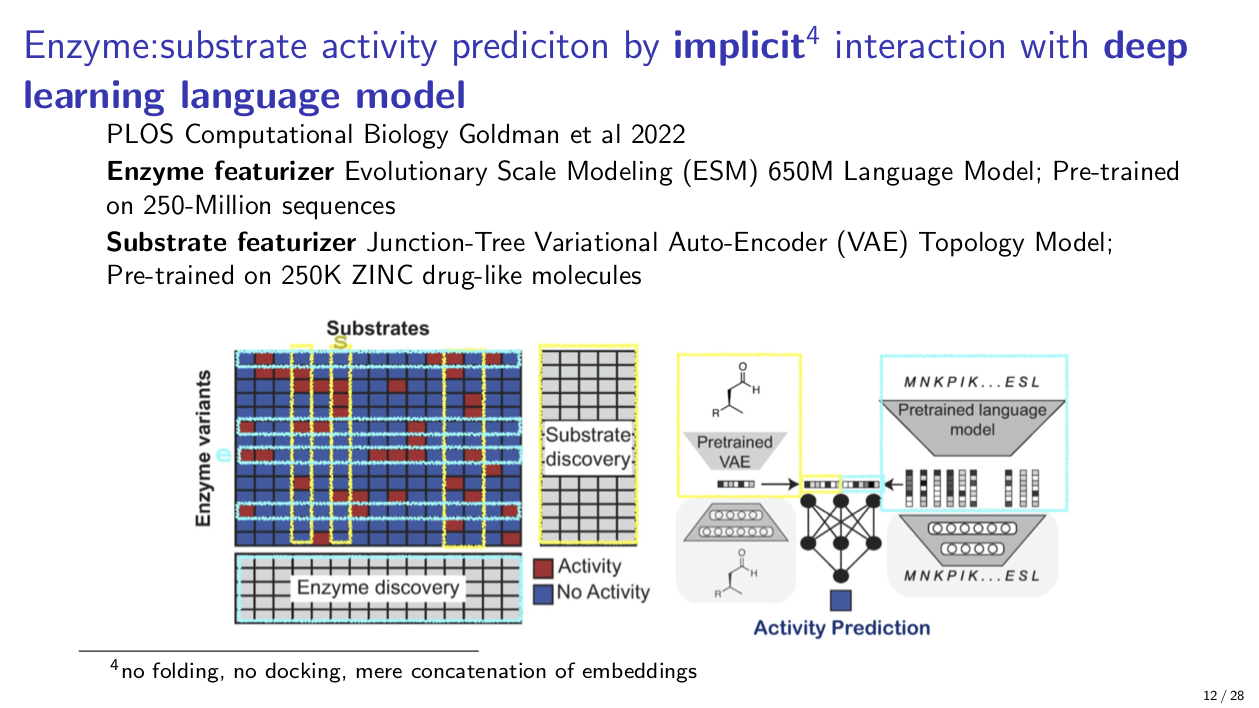 Enzyme:substrate activity prediciton by implicit4 interaction with deep
learning language model
PLOS Computational Biology Goldman et al 2022
Enzyme featurizer Evolutionary Scale Modeling (ESM) 650M Language Model; Pre-trained
on 250-Million sequences
Substrate featurizer Junction-Tree Variational Auto-Encoder (VAE) Topology Model;
Pre-trained on 250K ZINC drug-like molecules
Substrates
s
Enzyme variants
e
Substrate
discovery
Enzyme discovery
Activity
No Activity
O
H
R
Pretrained
VAE
O
H
R
MNKPIK...ESL
Pretrained language
model
MNKPIK...ESL
Activity Prediction
4no folding, no docking, mere concatenation of embeddings
12 / 28